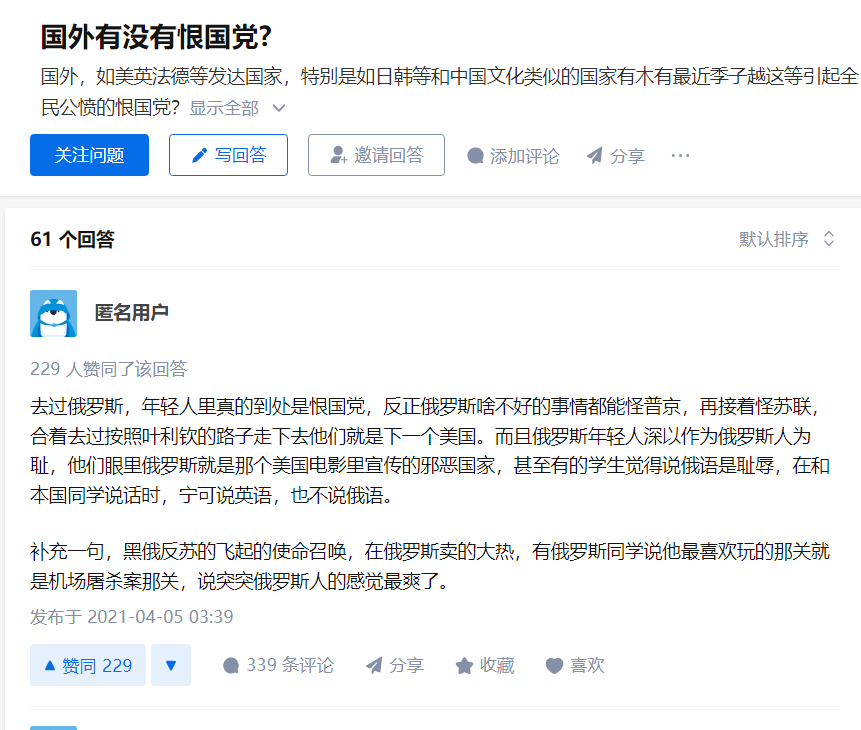 国外有没有恨国党?
国外，如美英法德等发达国家，特别是如日韩等和中国文化类似的国家有木有最近季子越这等引起全
民公愤的恨国党？ 显示全部
关注问题 写回答 邀请回答 添加评论 分享 ···
61 个回答 默认排序
匿名用户
229 人赞同了该回答
去过俄罗斯，年轻人里真的到处是恨国党，反正俄罗斯啥不好的事情都能怪普京，再接着怪苏联，
合着去过按照叶利钦的路子走下去他们就是下一个美国。而且俄罗斯年轻人深以作为俄罗斯人为
耻，他们眼里俄罗斯就是那个美国电影里宣传的邪恶国家，甚至有的学生觉得说俄语是耻辱，在和
本国同学说话时，宁可说英语，也不说俄语。
补充一句，黑俄反苏的飞起的使命召唤，在俄罗斯卖的大热，有俄罗斯同学说他最喜欢玩的那关就
是机场屠杀案那关，说突突俄罗斯人的感觉最爽了。
发布于 2021-04-05 03:39
赞同 229 339 条评论 分享 收藏 喜欢